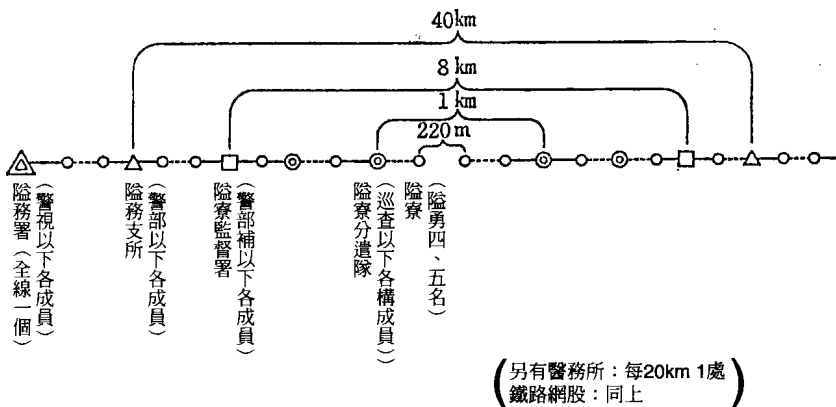 40km
8 km
1 km
220 m
隘務署（全線一個）
（警視以下各成員）
隘務支所
（警部以下各成員）
隘寮監督署
（警部補以下各成員）
隘寮分遣隊
（巡查以下各構成員）
隘寮
（隘勇四、五名）
（另有醫務所：每20km 1處
鐵路網股：同上）